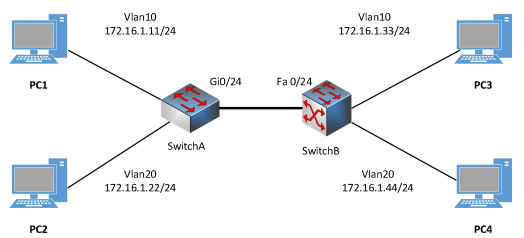 Vlan10
172.16.1.11/24
Vlan10
172.16.1.33/24
PC1
Gi0/24
Fa 0/24
PC3
SwitchA
SwitchB
Vlan20
172.16.1.22/24
Vlan20
172.16.1.44/24
PC2
PC4